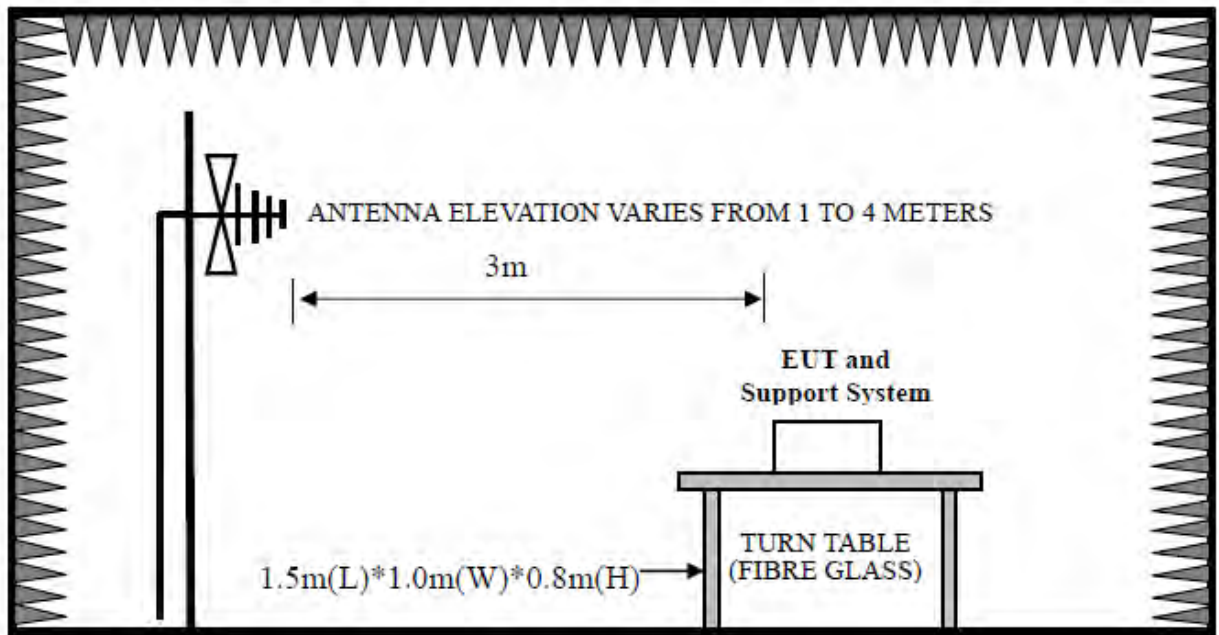 ANTENNA ELEVATION VARIES FROM 1 TO 4 METERS
3m
EUT and
Support System
TURN TABLE
(FIBRE GLASS)
1.5m(L)*1.0m(W)*0.8m(H)